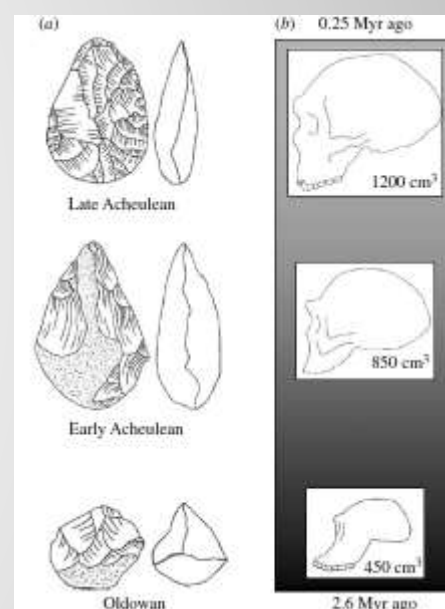 (a)
(b) 0.25 Myr ago
1200 cm³
Late Acheulean
850 cm³
Early Acheulean
450 cm³
Oldowan
2.6 Myr ago